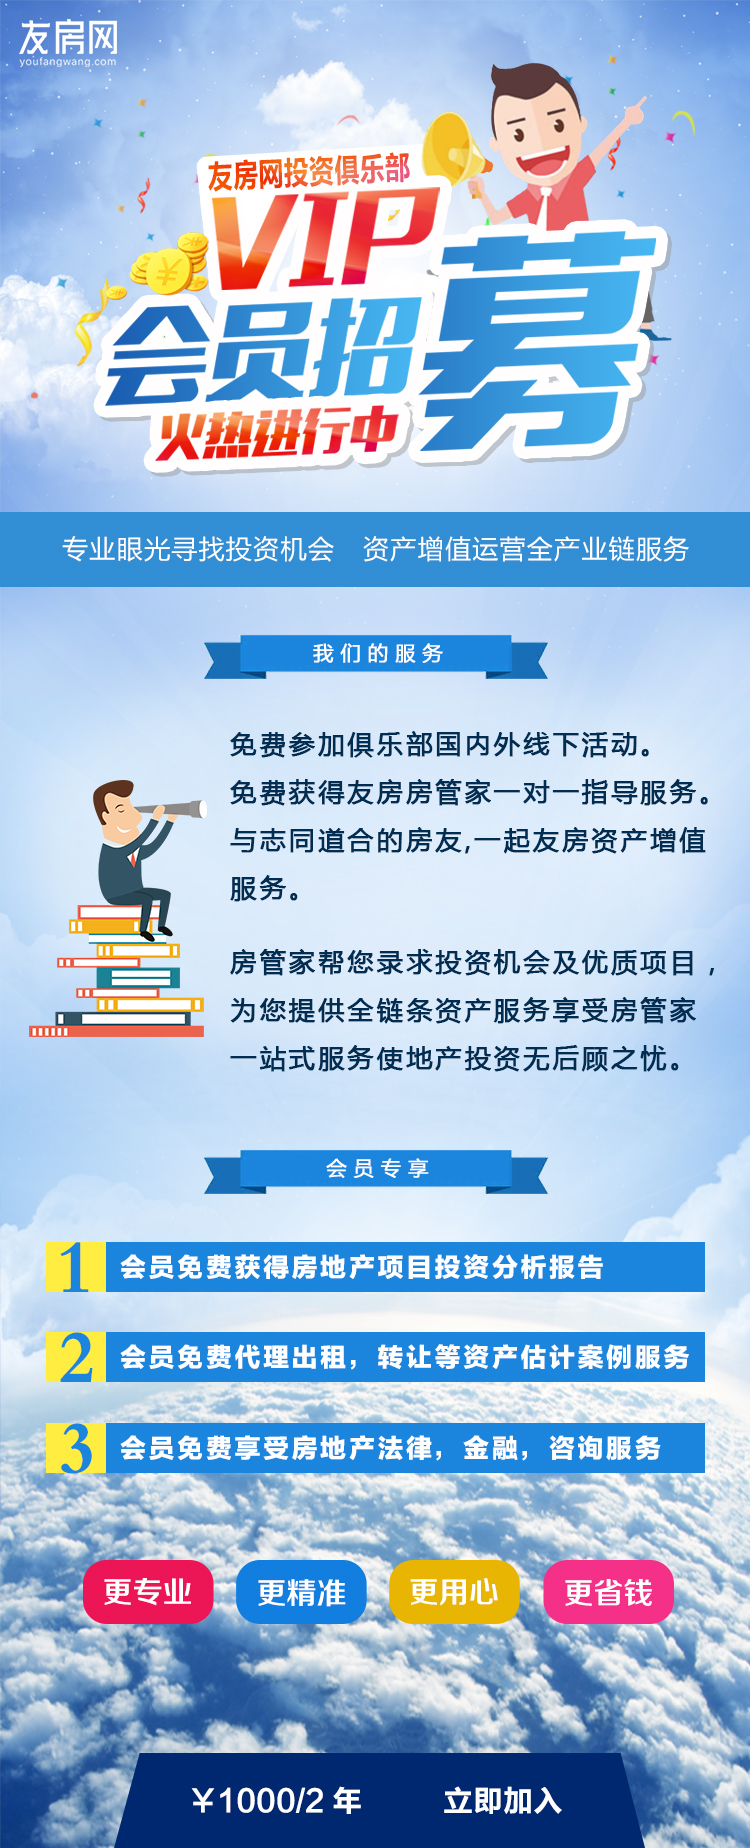 友房网
youfangwang.com
友房网投资俱乐部
VIP
会员招募
火热进行中
专业眼光寻找投资机会 资产增值运营全产业链服务
我们的服务
免费参加俱乐部国内外线下活动。
免费获得友房房管家一对一指导服务。
与志同道合的房友,一起友房资产增值
服务。
房管家帮您录求投资机会及优质项目，
为您提供全链条资产服务享受房管家
一站式服务使地产投资无后顾之忧。
会员专享
1 会员免费获得房地产项目投资分析报告
2 会员免费代理出租，转让等资产估计案例服务
3 会员免费享受房地产法律，金融，咨询服务
更专业 更精准 更用心 更省钱
￥1000/2 年 立即加入